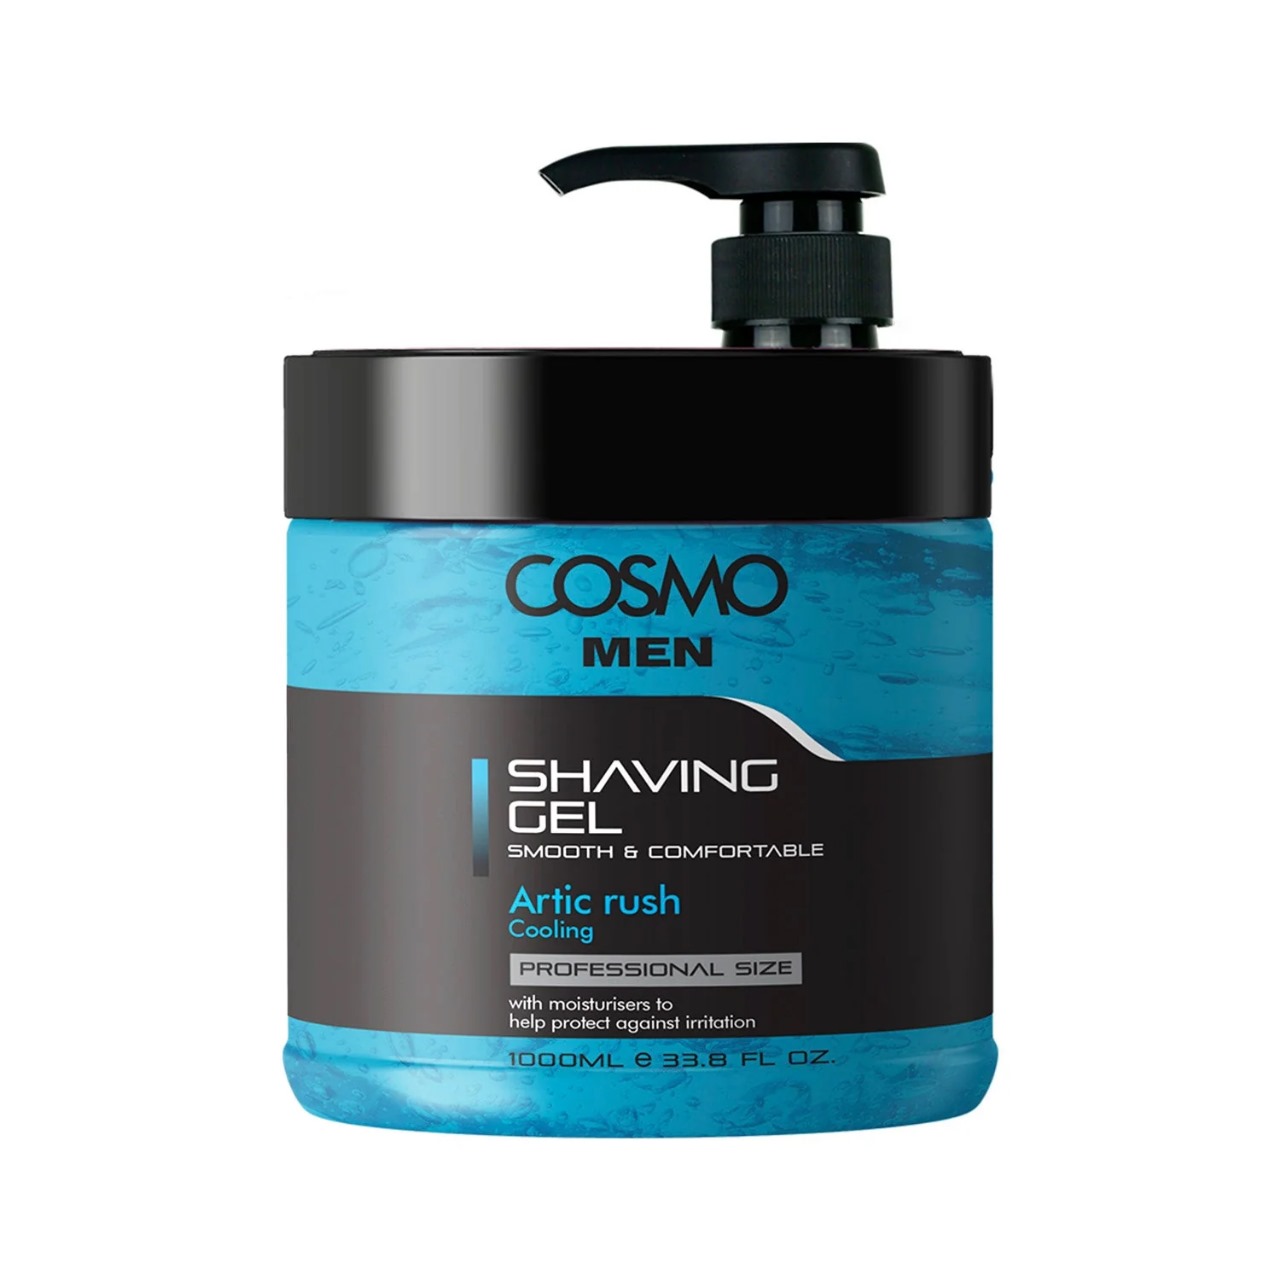 COSMO
MEN
SHAVING
GEL
SMOOTH & COMFORTABLE
Artic rush
Cooling
PROFESSIONAL SIZE
with moisturisers to
help protect against irritation
1000ML e 33.8 FL OZ.